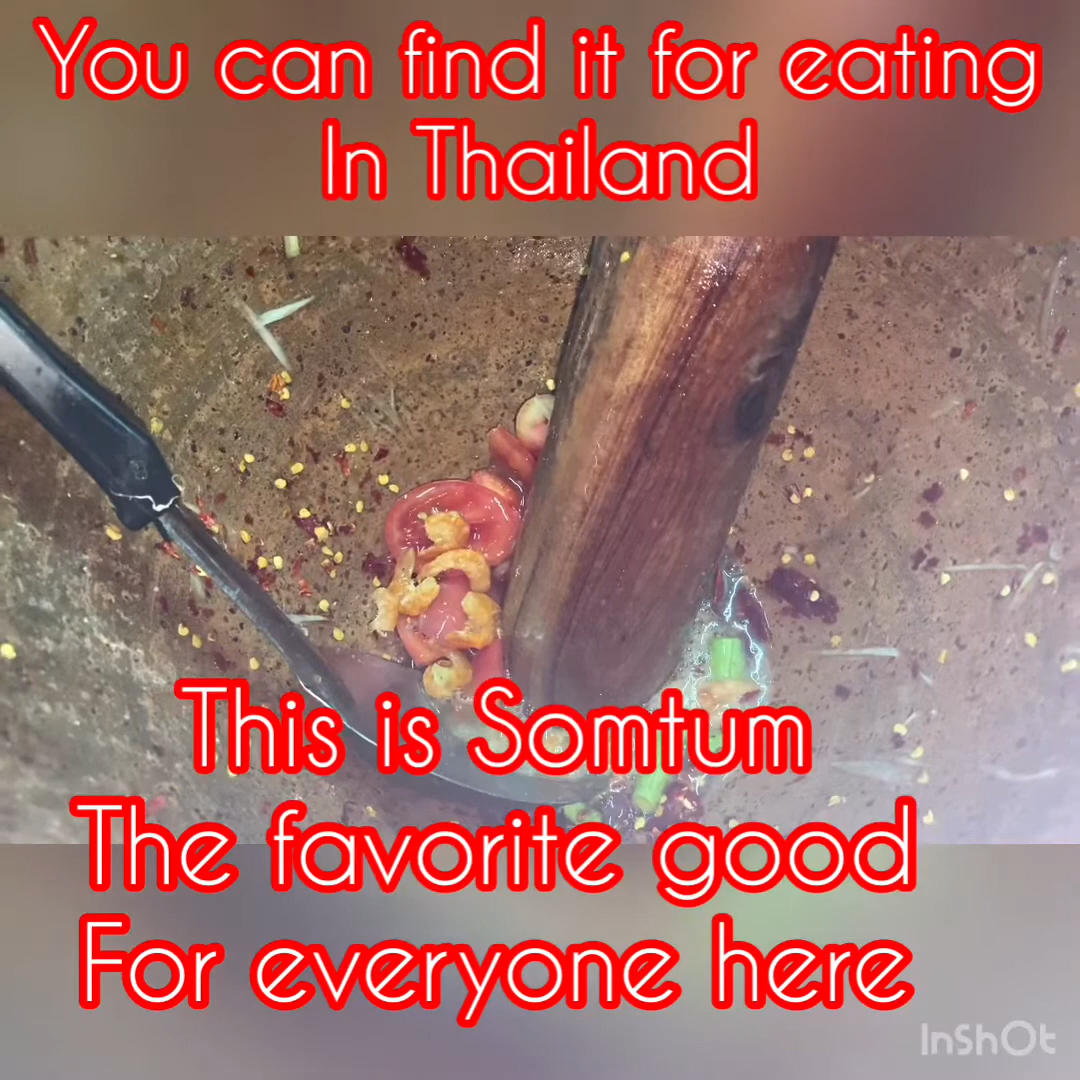 You can find it for eating
In Thailand
This is Somtum
The favorite good
For everyone here
InShOt